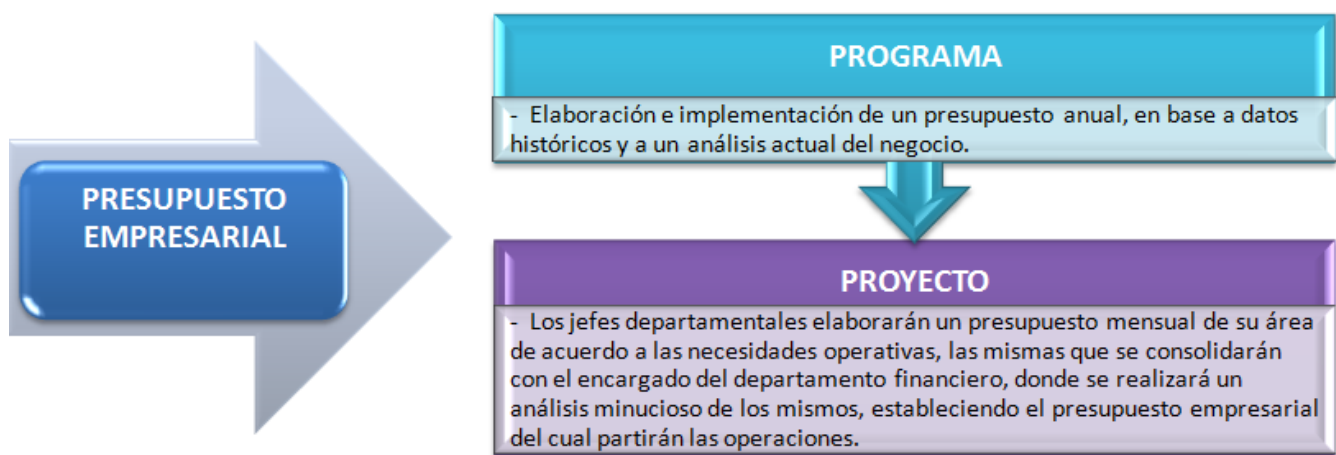 PRESUPUESTO
EMPRESARIAL
PROGRAMA
- Elaboración e implementación de un presupuesto anual, en base a datos
históricos y a un análisis actual del negocio.
PROYECTO
- Los jefes departamentales elaborarán un presupuesto mensual de su área
de acuerdo a las necesidades operativas, las mismas que se consolidarán
con el encargado del departamento financiero, donde se realizará un
análisis minucioso de los mismos, estableciendo el presupuesto empresarial
del cual partirán las operaciones.